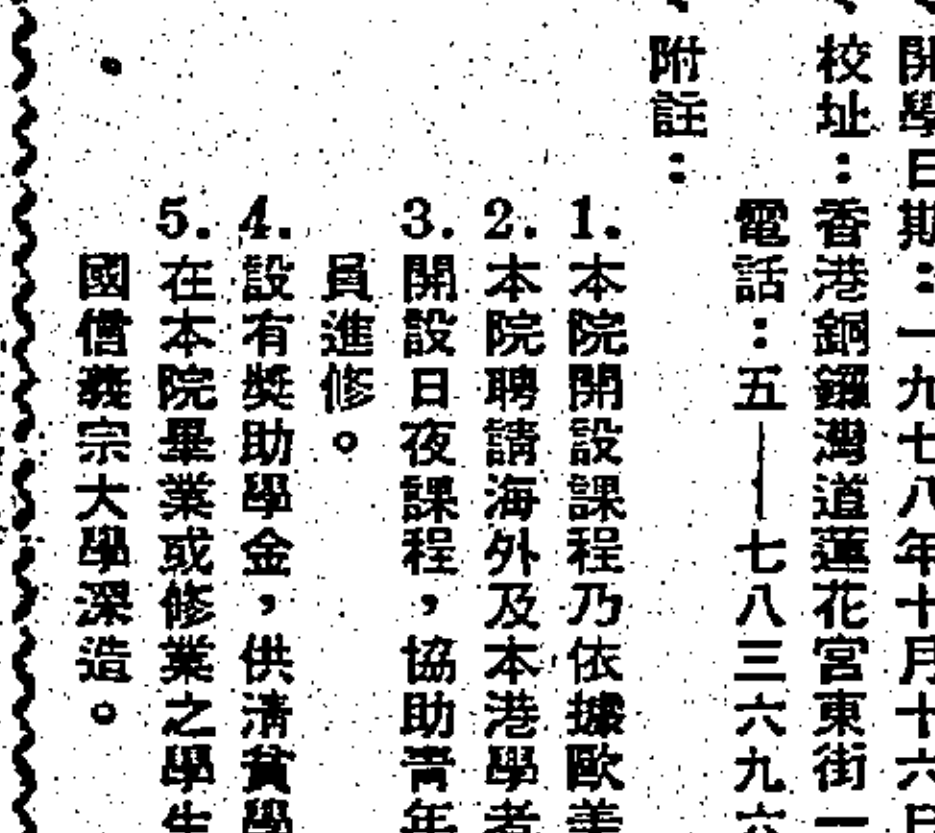 開學日期：一九七八年十月十六日
校址：香港銅鑼灣道蓮花宮東街一
電話：五——七八三六九六
附註：
1.本院開設課程乃依據歐美
2.本院聘請海外及本港學者
3.開設日夜課程，協助青年
員進修。
4.設有獎助學金，供清貧學
5.在本院畢業或修業之學生
國僧義宗大學深造。